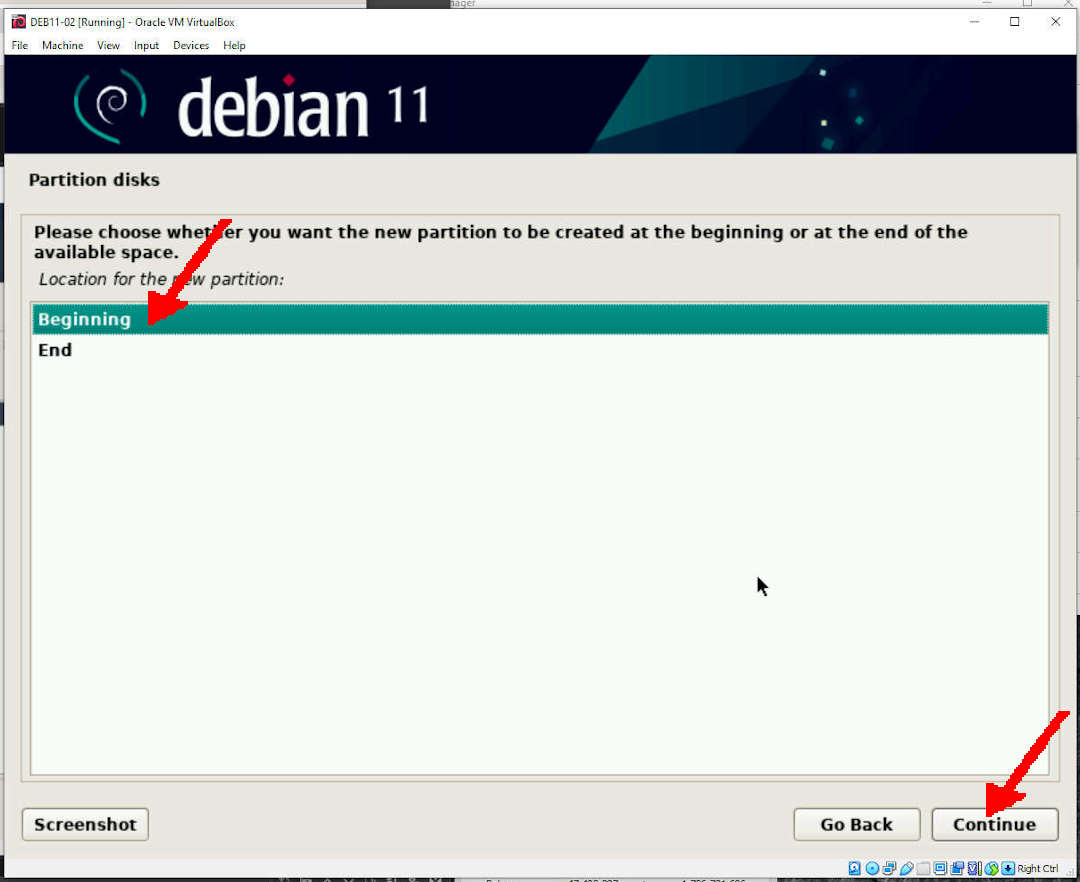 ager
DEB11-02 [Running] - Oracle VM VirtualBox
File Machine View Input Devices Help
debian 11
Partition disks
Please choose whether you want the new partition to be created at the beginning or at the end of the
available space.
Location for the new partition:
Beginning
End
Screenshot
Go Back
Continue
Right Ctrl